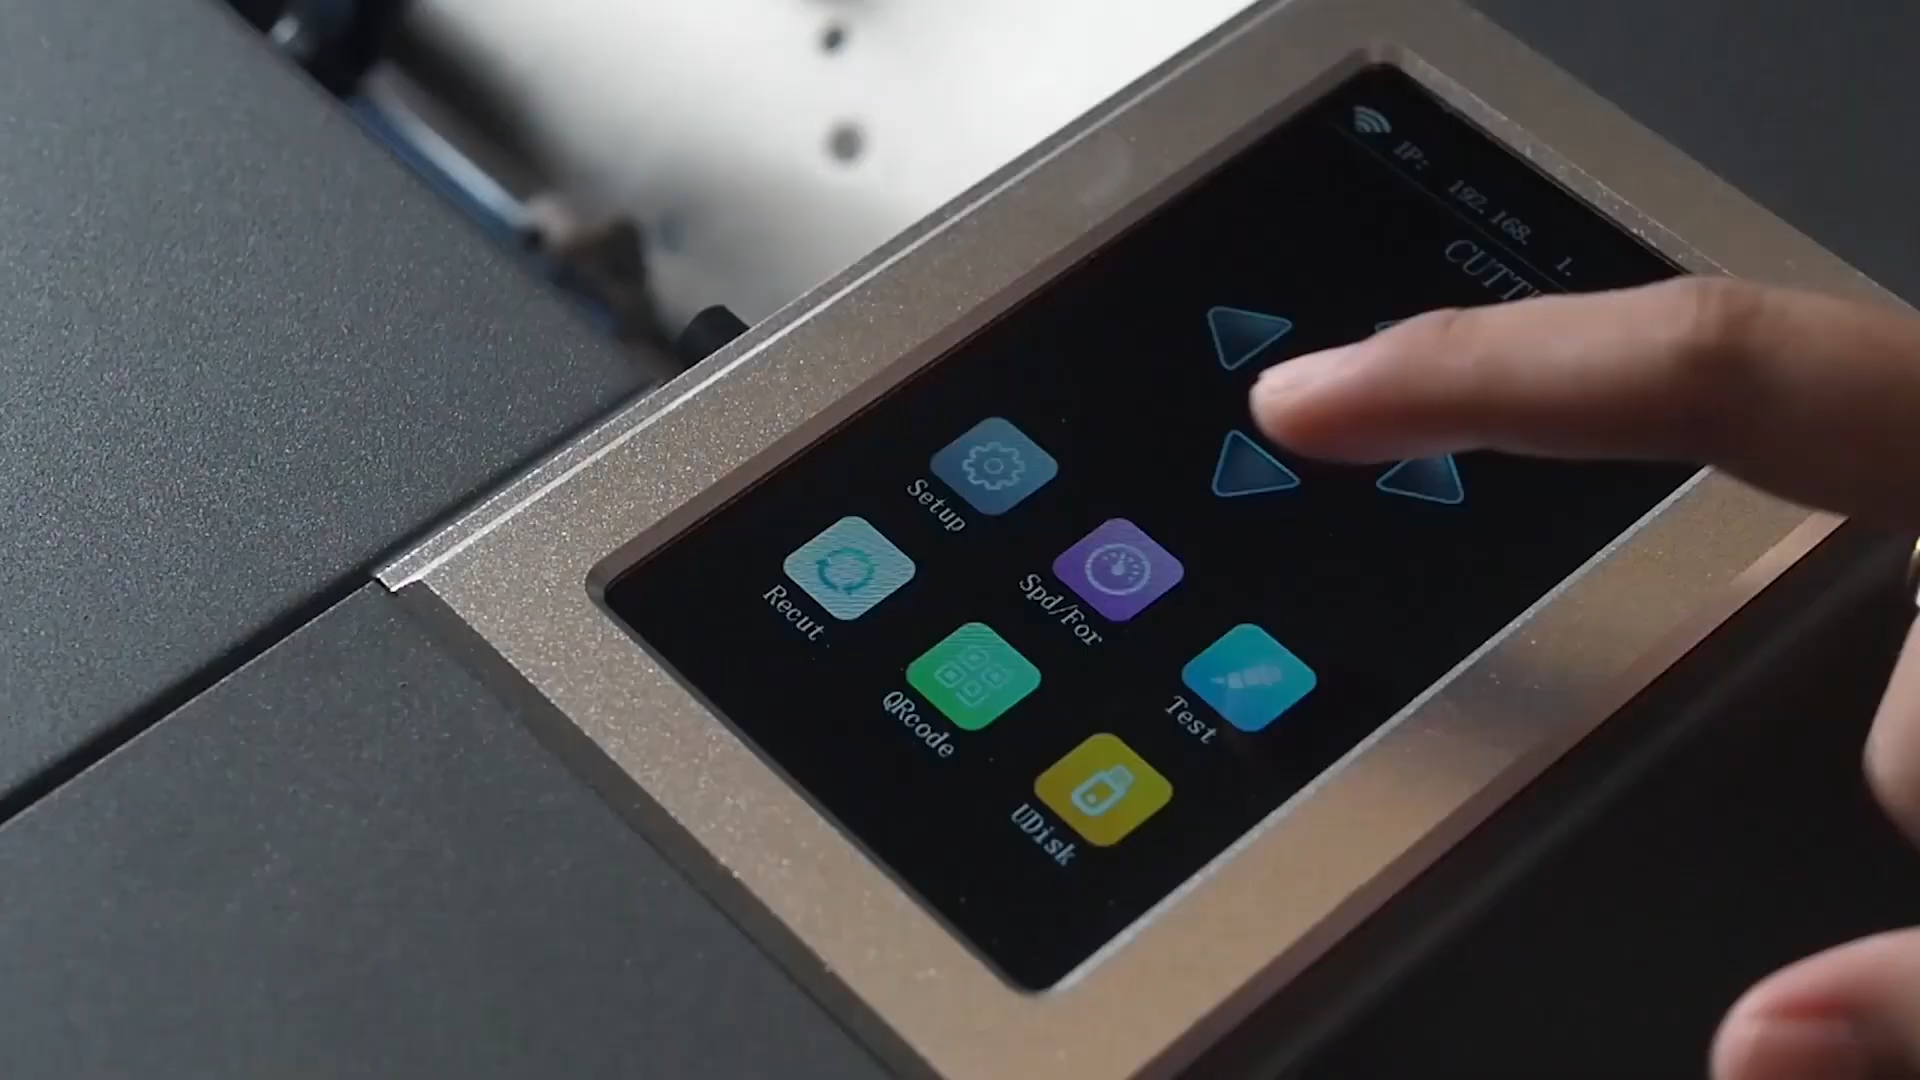 IP: 192.168. 1.
Setup
Recut
Spd/For
QRcode
Test
UDisk